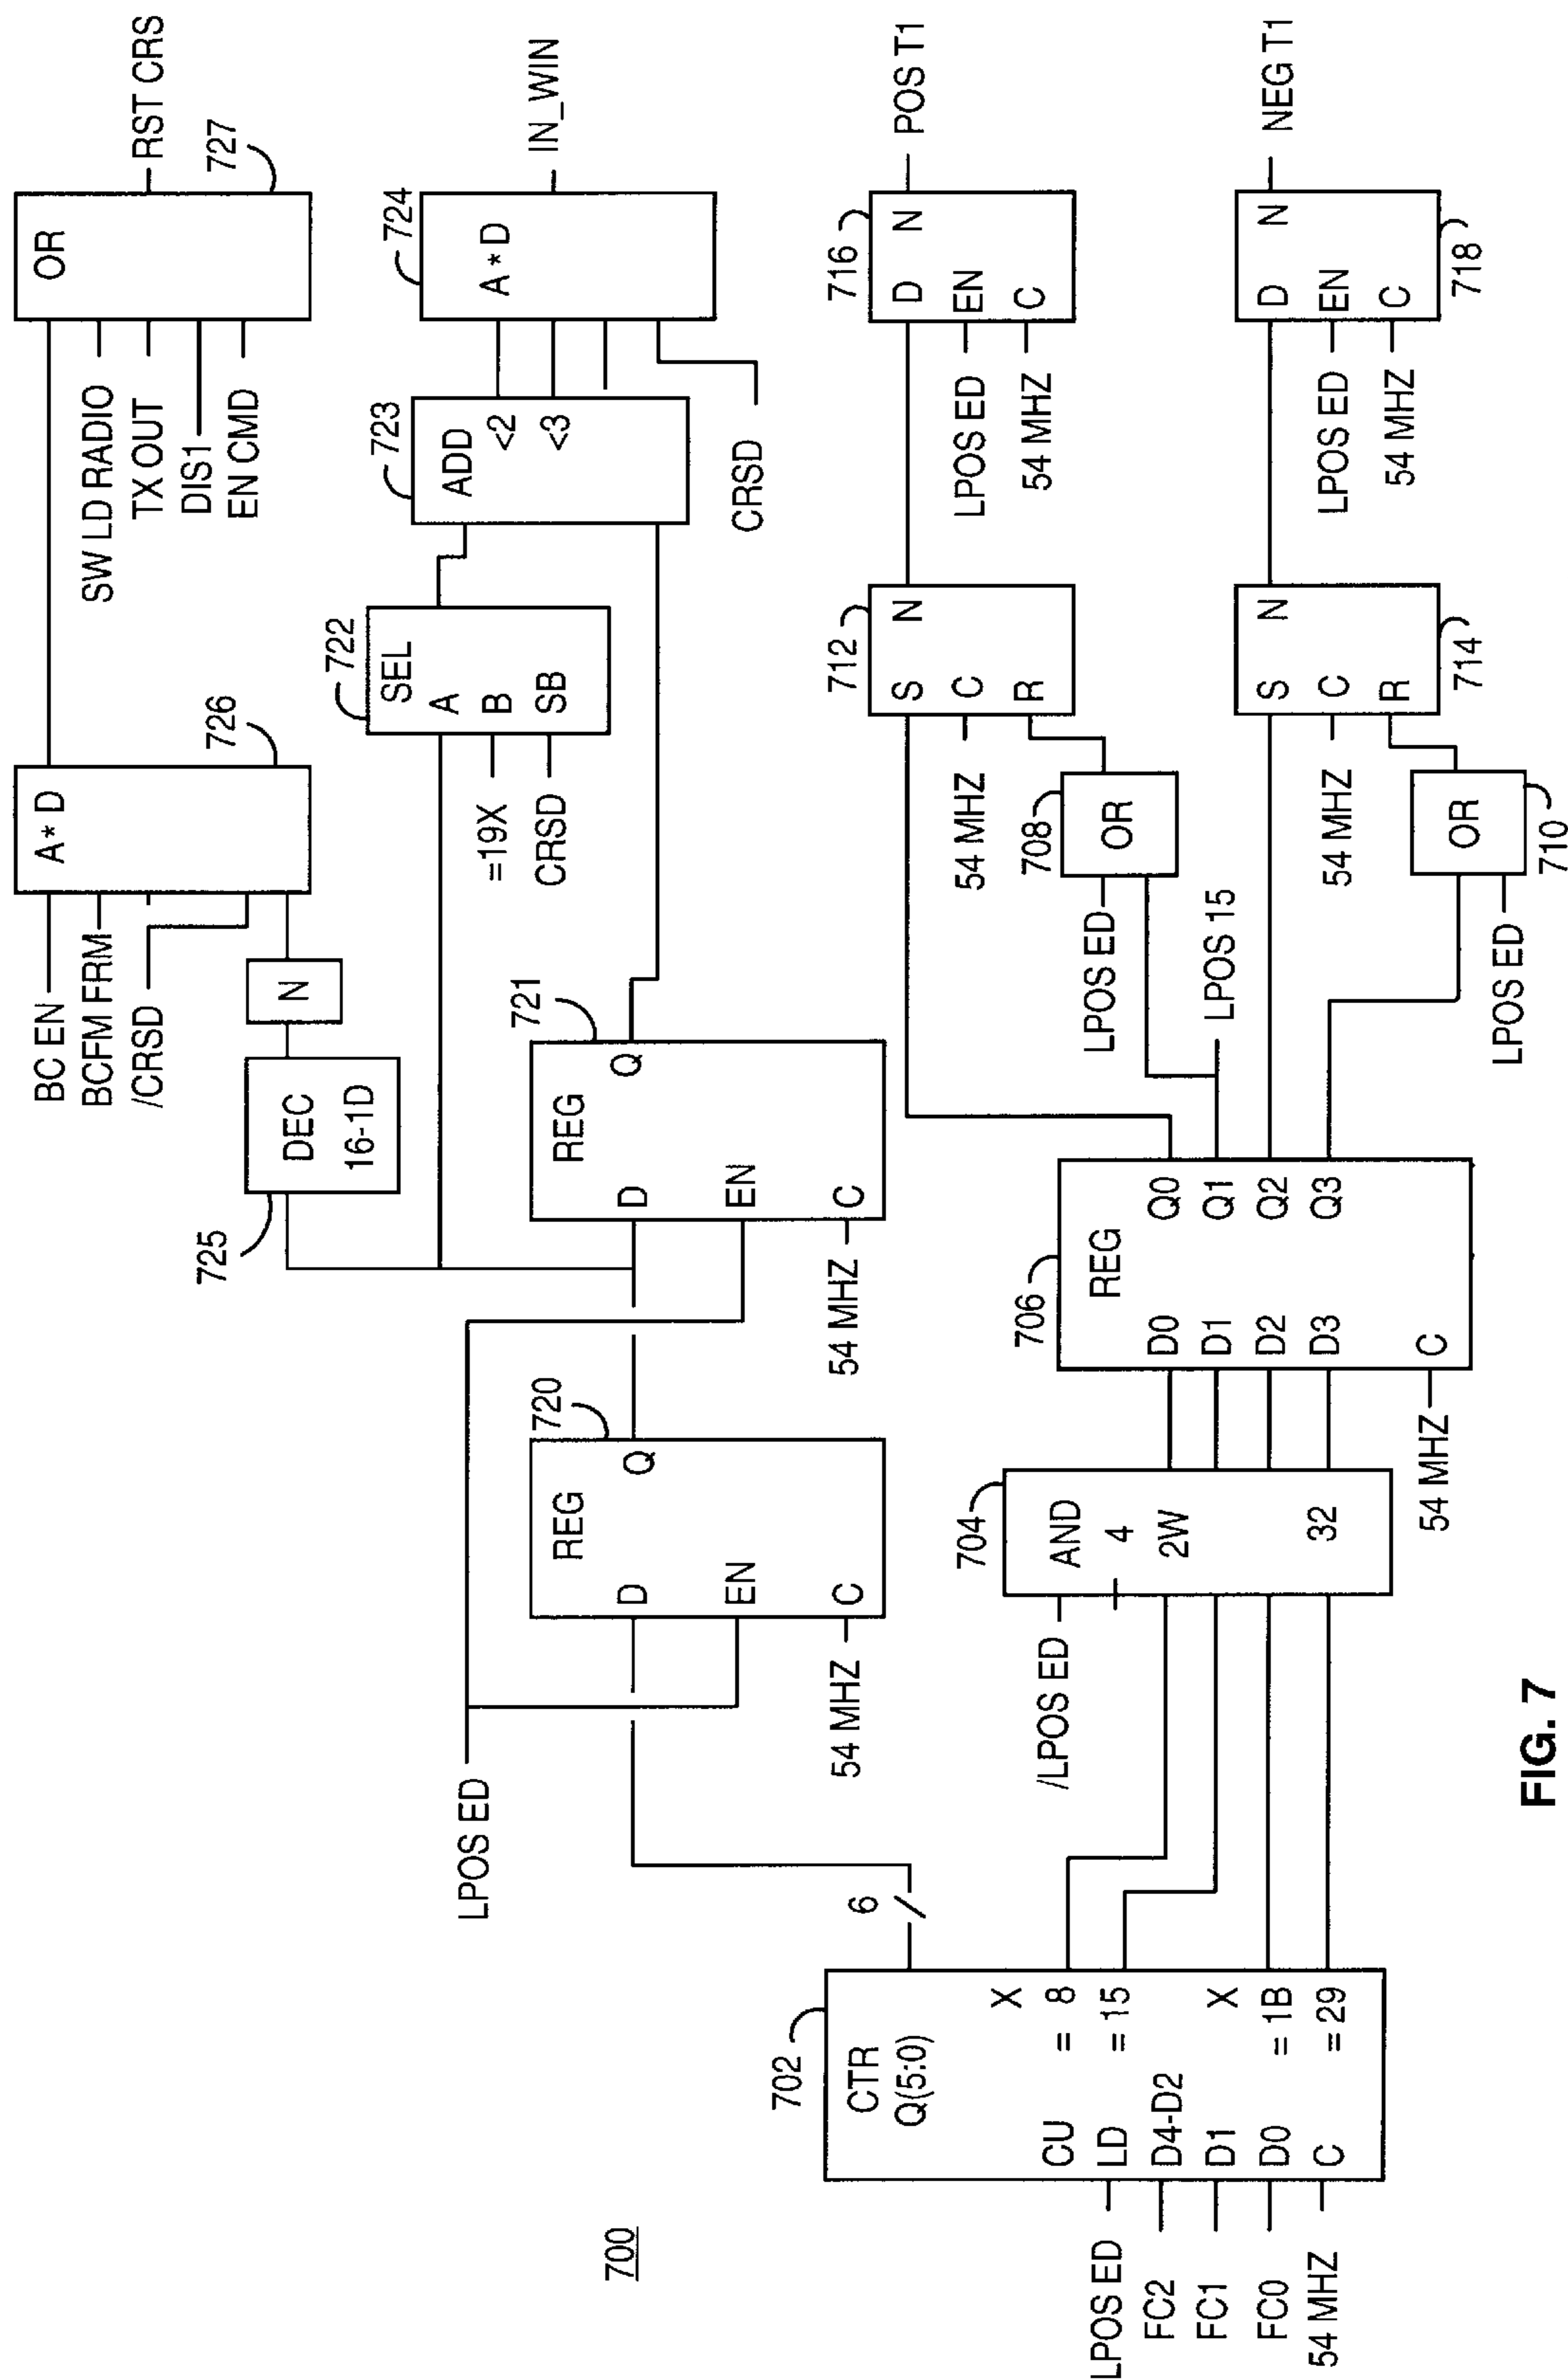 BC EN
BCFM FRM
/CRSD
A * D
726
SW LD RADIO
TX OUT
DIS1
EN CMD
OR
727
RST CRS
725
DEC
16-1D
N
SEL
A
B
SB
722
=19X
CRSD
ADD
<2
<3
723
CRSD
A * D
724
IN_WIN
LPOS ED
REG
D
Q
EN
C
720
54 MHZ
REG
D
Q
EN
C
721
54 MHZ
S
N
C
R
712
54 MHZ
LPOS ED
OR
708
D
N
EN
C
716
LPOS ED
54 MHZ
POS T1
LPOS 15
S
N
C
R
714
54 MHZ
OR
710
LPOS ED
D
N
EN
C
718
LPOS ED
54 MHZ
NEG T1
700
702
CTR
Q(5:0)
6
X
CU
= 8
LD
= 15
D4-D2
D1
X
D0
= 1B
C
= 29
LPOS ED
FC2
FC1
FC0
54 MHZ
/LPOS ED
704
AND
4
2W
32
706
REG
D0
Q0
D1
Q1
D2
Q2
D3
Q3
C
54 MHZ
FIG. 7